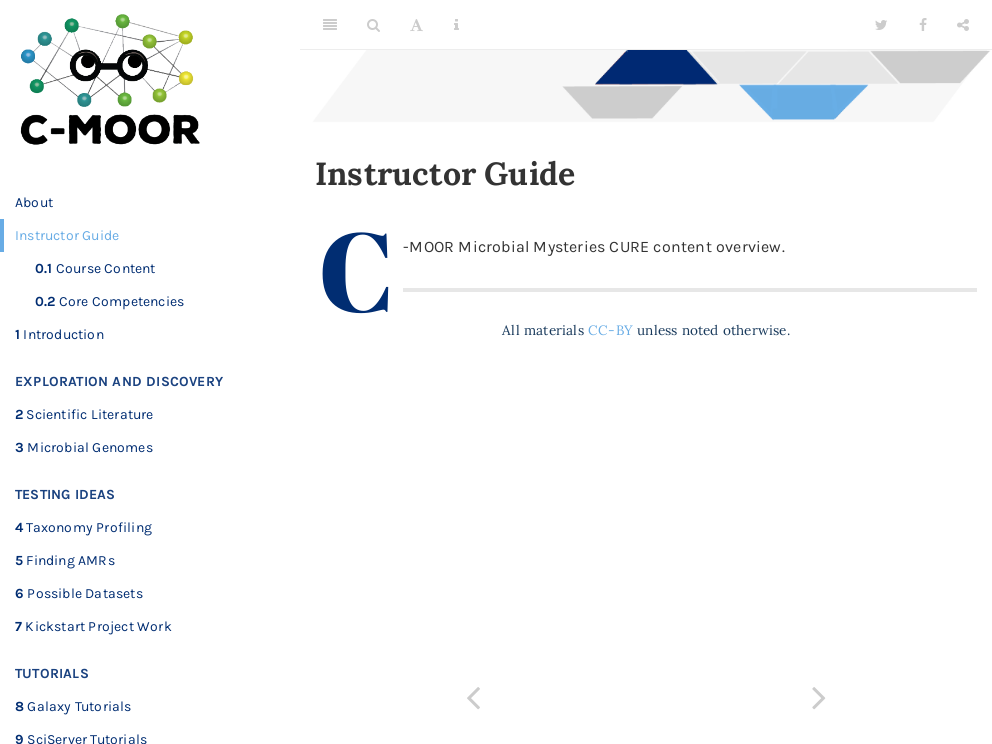 C-MOOR
About
Instructor Guide
0.1 Course Content
0.2 Core Competencies
1 Introduction
EXPLORATION AND DISCOVERY
2 Scientific Literature
3 Microbial Genomes
TESTING IDEAS
4 Taxonomy Profiling
5 Finding AMRs
6 Possible Datasets
7 Kickstart Project Work
TUTORIALS
8 Galaxy Tutorials
9 SciServer Tutorials
Instructor Guide
C-MOOR Microbial Mysteries CURE content overview.
All materials CC-BY unless noted otherwise.